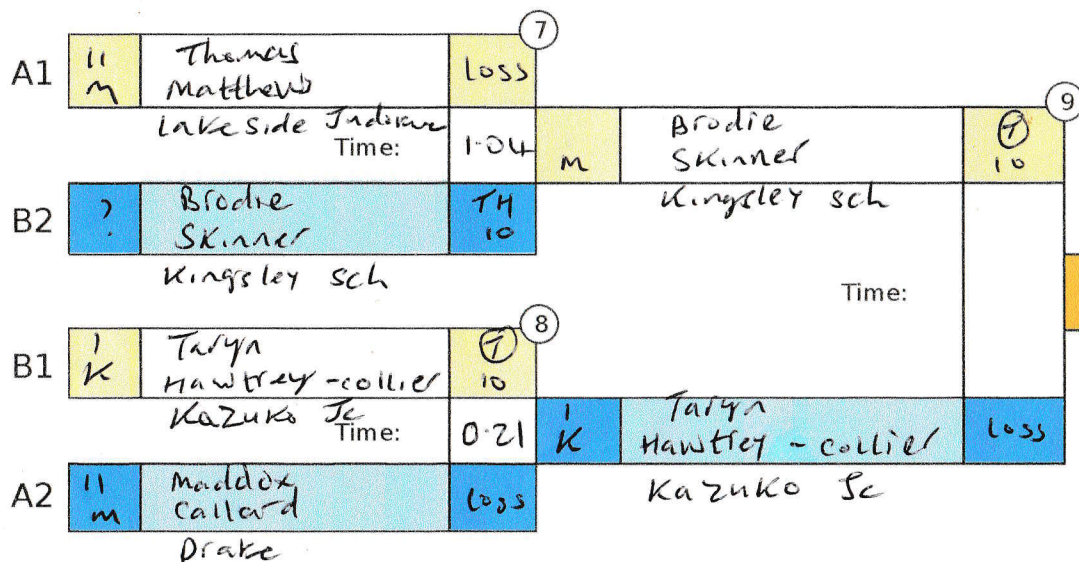 7
A1 11 Thomas loss
M Matthews
Lakeside
Time: 1.04
B2 ? Brodie TH
Skinner 10
Kingsley sch
8
B1 1 Taryn T
K Hawtrey-collier 10
Kazuko Jc
Time: 0.21
A2 11 Maddox loss
m Callard
Drake
9
Brodie T
M Skinner 10
Kingsley sch
Time:
1 Taryn loss
K Hawtrey-collier
Kazuko Jc